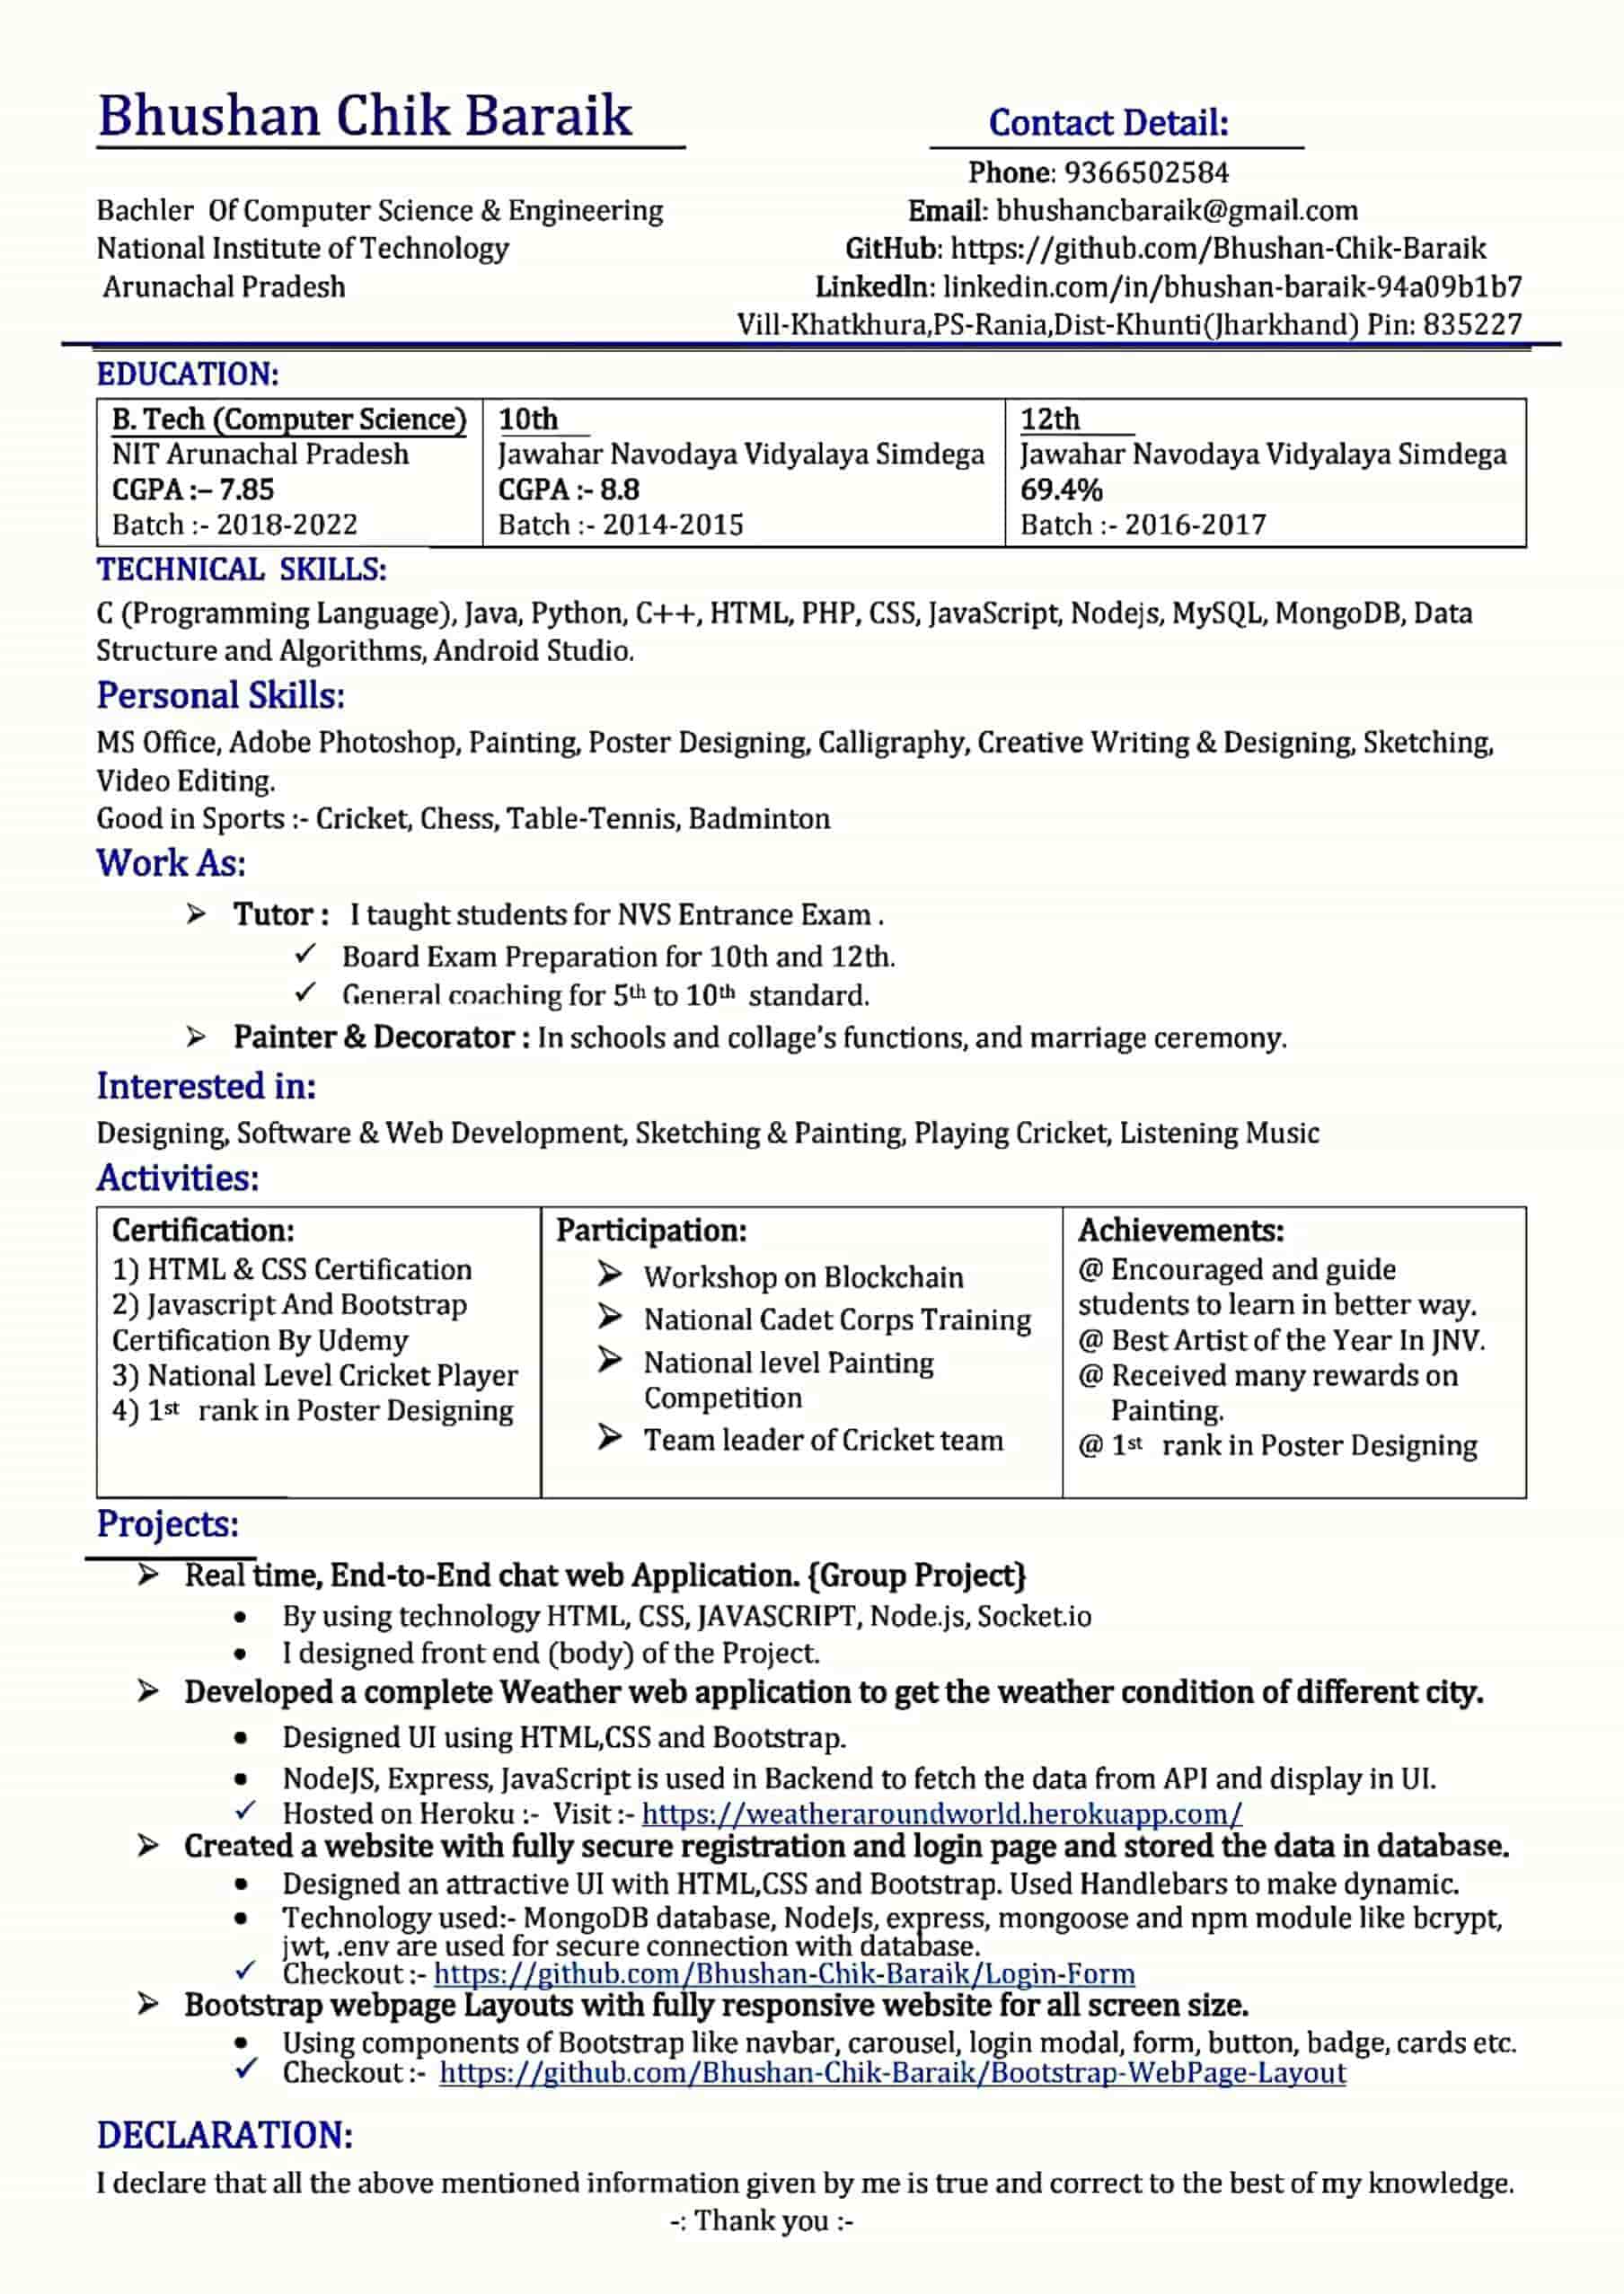 Bhushan Chik Baraik
Contact Detail:
Phone: 9366502584
Bachler Of Computer Science & Engineering
Email: bhushancbaraik@gmail.com
National Institute of Technology
GitHub: https://github.com/Bhushan-Chik-Baraik
Arunachal Pradesh
LinkedIn: linkedin.com/in/bhushan-baraik-94a09b1b7
Vill-Khatkhura,PS-Rania,Dist-Khunti(Jharkhand) Pin: 835227
EDUCATION:
B. Tech (Computer Science)
NIT Arunachal Pradesh
CGPA :– 7.85
Batch :- 2018-2022
10th
Jawahar Navodaya Vidyalaya Simdega
CGPA :- 8.8
Batch :- 2014-2015
12th
Jawahar Navodaya Vidyalaya Simdega
69.4%
Batch :- 2016-2017
TECHNICAL SKILLS:
C (Programming Language), Java, Python, C++, HTML, PHP, CSS, JavaScript, Nodejs, MySQL, MongoDB, Data
Structure and Algorithms, Android Studio.
Personal Skills:
MS Office, Adobe Photoshop, Painting, Poster Designing, Calligraphy, Creative Writing & Designing, Sketching,
Video Editing.
Good in Sports :- Cricket, Chess, Table-Tennis, Badminton
Work As:
➢ Tutor : I taught students for NVS Entrance Exam .
✓ Board Exam Preparation for 10th and 12th.
✓ General coaching for 5th to 10th standard.
➢ Painter & Decorator : In schools and collage's functions, and marriage ceremony.
Interested in:
Designing, Software & Web Development, Sketching & Painting, Playing Cricket, Listening Music
Activities:
Certification:
1) HTML & CSS Certification
2) Javascript And Bootstrap
Certification By Udemy
3) National Level Cricket Player
4) 1st rank in Poster Designing
Participation:
➢ Workshop on Blockchain
➢ National Cadet Corps Training
➢ National level Painting
Competition
➢ Team leader of Cricket team
Achievements:
@ Encouraged and guide
students to learn in better way.
@ Best Artist of the Year In JNV.
@ Received many rewards on
Painting.
@ 1st rank in Poster Designing
Projects:
➢ Real time, End-to-End chat web Application. {Group Project}
• By using technology HTML, CSS, JAVASCRIPT, Node.js, Socket.io
• I designed front end (body) of the Project.
➢ Developed a complete Weather web application to get the weather condition of different city.
• Designed UI using HTML,CSS and Bootstrap.
• NodeJS, Express, JavaScript is used in Backend to fetch the data from API and display in UI.
✓ Hosted on Heroku :- Visit :- https://weatheraroundworld.herokuapp.com/
➢ Created a website with fully secure registration and login page and stored the data in database.
• Designed an attractive UI with HTML,CSS and Bootstrap. Used Handlebars to make dynamic.
• Technology used:- MongoDB database, NodeJs, express, mongoose and npm module like bcrypt,
jwt, .env are used for secure connection with database.
✓ Checkout :- https://github.com/Bhushan-Chik-Baraik/Login-Form
➢ Bootstrap webpage Layouts with fully responsive website for all screen size.
• Using components of Bootstrap like navbar, carousel, login modal, form, button, badge, cards etc.
✓ Checkout :- https://github.com/Bhushan-Chik-Baraik/Bootstrap-WebPage-Layout
DECLARATION:
I declare that all the above mentioned information given by me is true and correct to the best of my knowledge.
-: Thank you :-